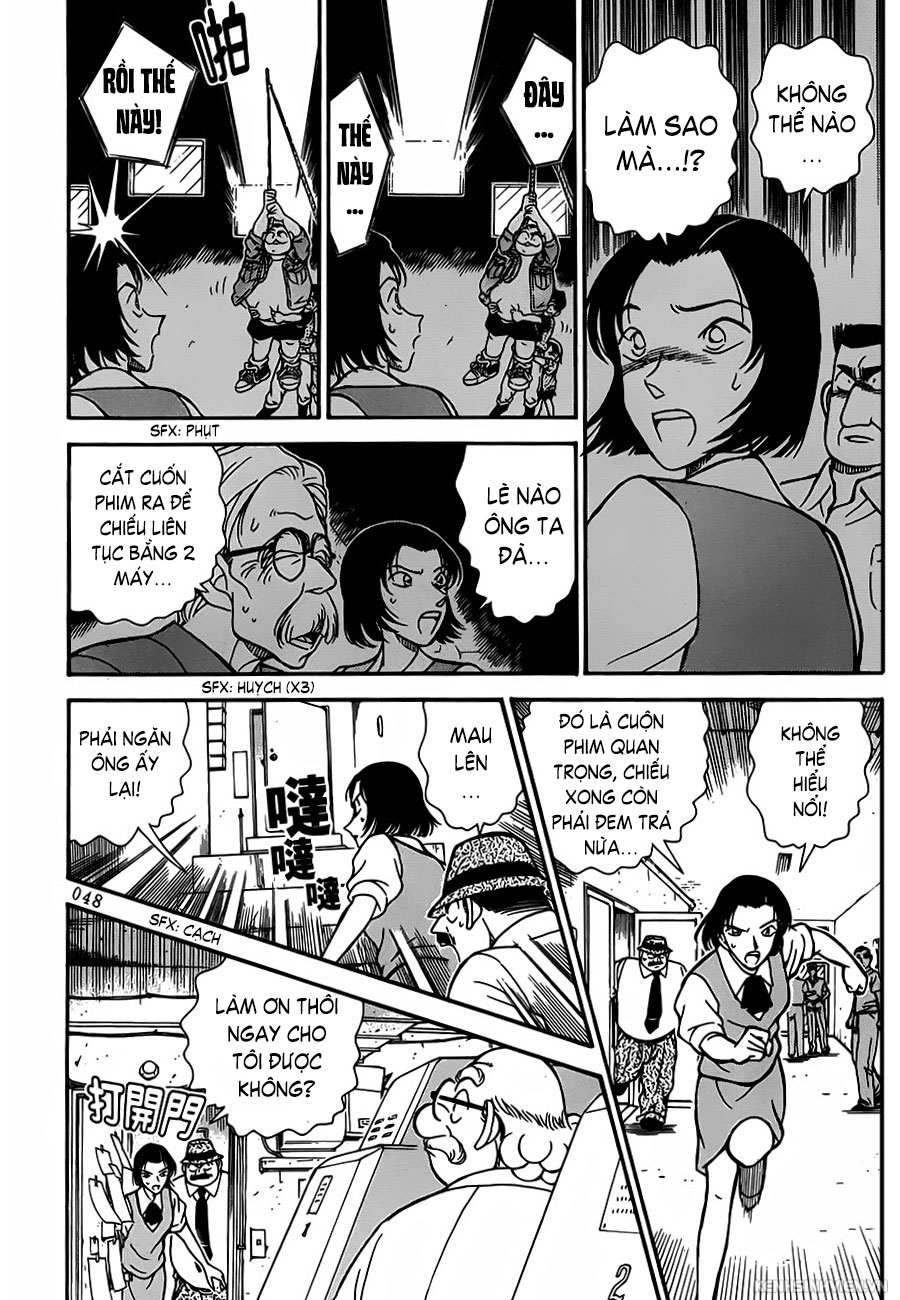 KHÔNG
THỂ NÀO
...
LÀM SAO
MÀ...!?
ĐÂY
...
THẾ
NÀY
...
RỒI THẾ
NÀY!
啪
SFX: PHỤT
LẼ NÀO
ÔNG TA
ĐÃ...
CẮT CUỐN
PHIM RA ĐỂ
CHIẾU LIÊN
TỤC BẰNG 2
MÁY...
SFX: HUỲCH (X3)
KHÔNG
THỂ
HIỂU
NỔI!
ĐÓ LÀ CUỘN
PHIM QUAN
TRỌNG, CHIẾU
XONG CÒN
PHẢI ĐEM TRẢ
NỮA...
MAU
LÊN ...
PHẢI NGĂN
ÔNG ẤY
LẠI!
噠
噠
噠
048
SFX: CẠCH
LÀM ƠN THÔI
NGAY CHO
TÔI ĐƯỢC
KHÔNG?
打開門
1
2